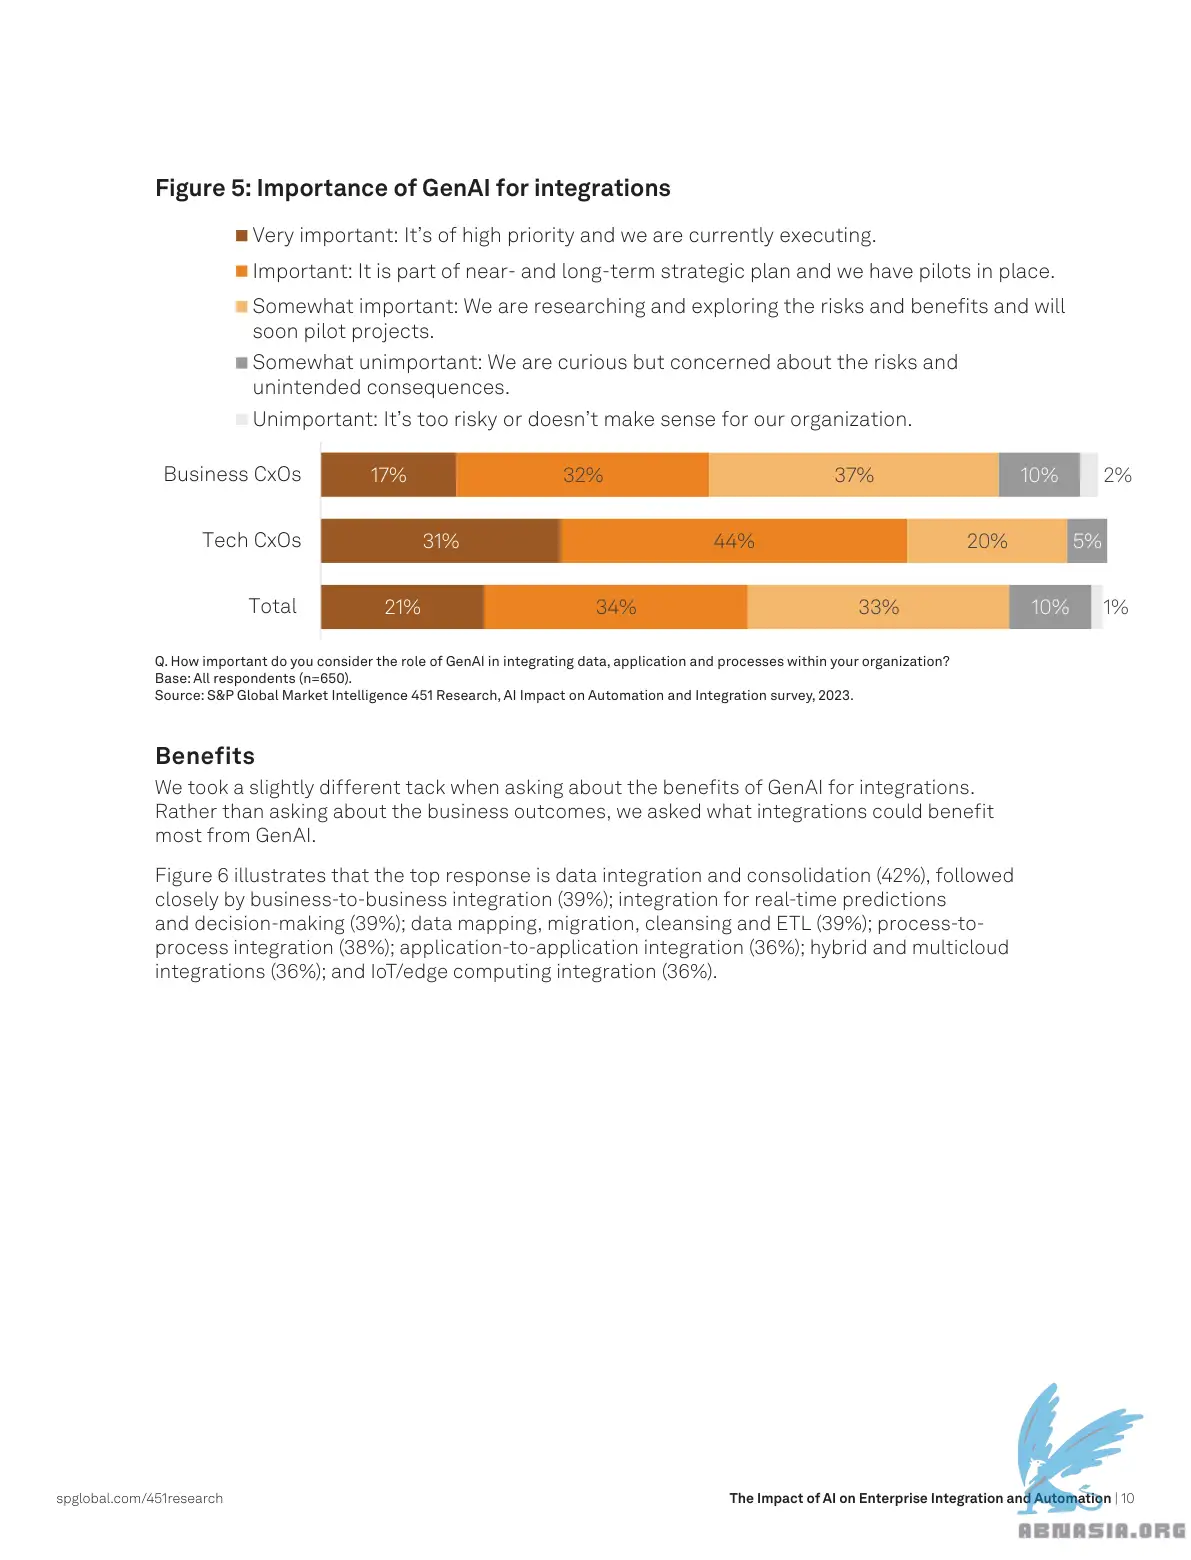 Figure 5: Importance of GenAI for integrations
Very important: It's of high priority and we are currently executing.
Important: It is part of near- and long-term strategic plan and we have pilots in place.
Somewhat important: We are researching and exploring the risks and benefits and will
soon pilot projects.
Somewhat unimportant: We are curious but concerned about the risks and
unintended consequences.
Unimportant: It's too risky or doesn't make sense for our organization.
Business CxOs 17% 32% 37% 10% 2%
Tech CxOs 31% 44% 20% 5%
Total 21% 34% 33% 10% 1%
Q. How important do you consider the role of GenAI in integrating data, application and processes within your organization?
Base: All respondents (n=650).
Source: S&P Global Market Intelligence 451 Research, AI Impact on Automation and Integration survey, 2023.
Benefits
We took a slightly different tack when asking about the benefits of GenAI for integrations.
Rather than asking about the business outcomes, we asked what integrations could benefit
most from GenAI.
Figure 6 illustrates that the top response is data integration and consolidation (42%), followed
closely by business-to-business integration (39%); integration for real-time predictions
and decision-making (39%); data mapping, migration, cleansing and ETL (39%); process-to-
process integration (38%); application-to-application integration (36%); hybrid and multicloud
integrations (36%); and IoT/edge computing integration (36%).
spglobal.com/451research
The Impact of AI on Enterprise Integration and Automation | 10
ABNASIA.ORG